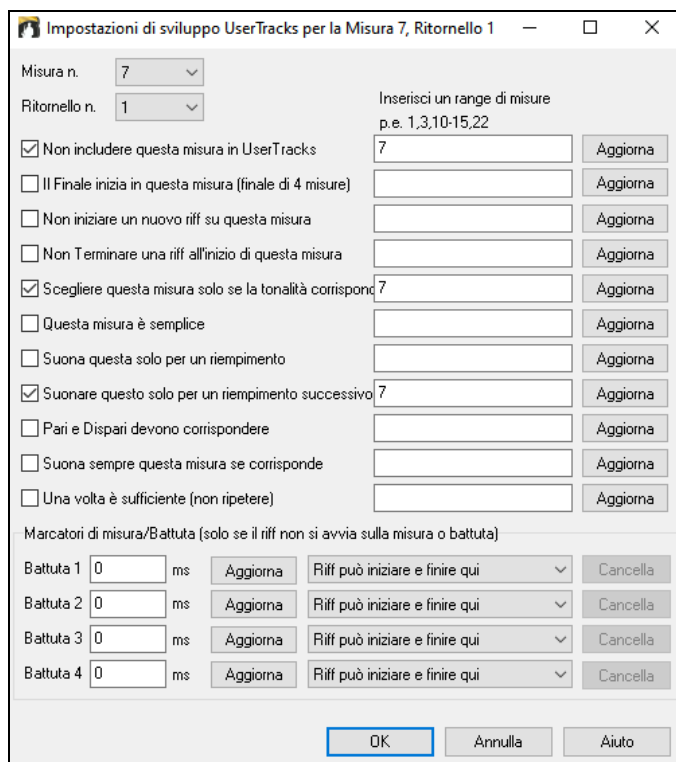 Impostazioni di sviluppo UserTracks per la Misura 7, Ritornello 1
Misura n. 7
Ritornello n. 1
Inserisci un range di misure
p.e. 1,3,10-15,22
Non includere questa misura in UserTracks 7 Aggiorna
Il Finale inizia in questa misura (finale di 4 misure) Aggiorna
Non iniziare un nuovo riff su questa misura Aggiorna
Non Terminare una riff all'inizio di questa misura Aggiorna
Scegliere questa misura solo se la tonalità corrispond 7 Aggiorna
Questa misura è semplice Aggiorna
Suona questa solo per un riempimento Aggiorna
Suonare questo solo per un riempimento successivo 7 Aggiorna
Pari e Dispari devono corrispondere Aggiorna
Suona sempre questa misura se corrisponde Aggiorna
Una volta è sufficiente (non ripetere) Aggiorna
Marcatori di misura/Battuta (solo se il riff non si avvia sulla misura o battuta)
Battuta 1 0 ms Aggiorna Riff può iniziare e finire qui Cancella
Battuta 2 0 ms Aggiorna Riff può iniziare e finire qui Cancella
Battuta 3 0 ms Aggiorna Riff può iniziare e finire qui Cancella
Battuta 4 0 ms Aggiorna Riff può iniziare e finire qui Cancella
OK Annulla Aiuto